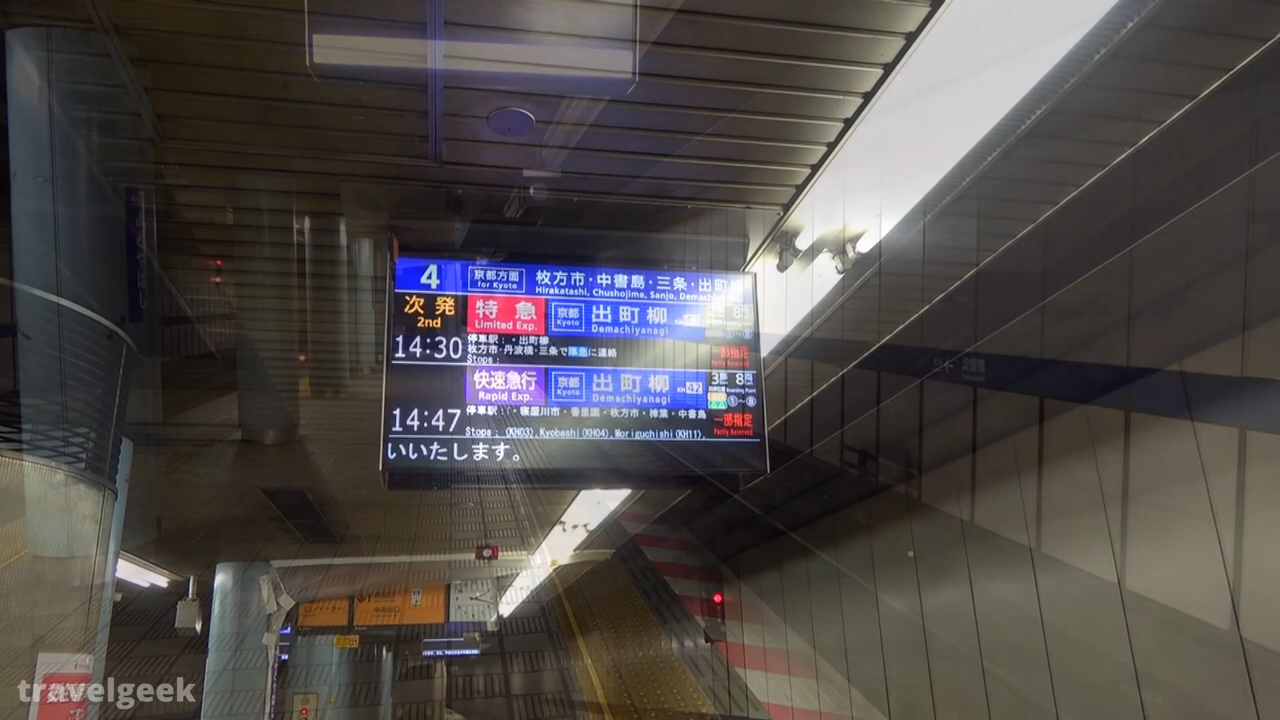 4 京都方面 for Kyoto 枚方市・中書島・三条・出町柳
Hirakatashi, Chushojima, Sanjo,
次発 2nd 特急 Limited Exp. 京都 Kyoto 出町柳 Demachiyanagi
14:30 停車駅：・出町柳
枚方市・丹波橋・三条で準急に連絡 一部指定 Partly Reserved
Stops:
快速急行 Rapid Exp. 京都 Kyoto 出町柳 Demachiyanagi KH42 3扉 8両
14:47 停車駅： 寝屋川市・香里園・枚方市・樟葉・中書島 一部指定 Partly Reserved
Stops: (KH03), Kyobashi(KH04), Moriguchishi(KH11),
いいたします。
travelgeek